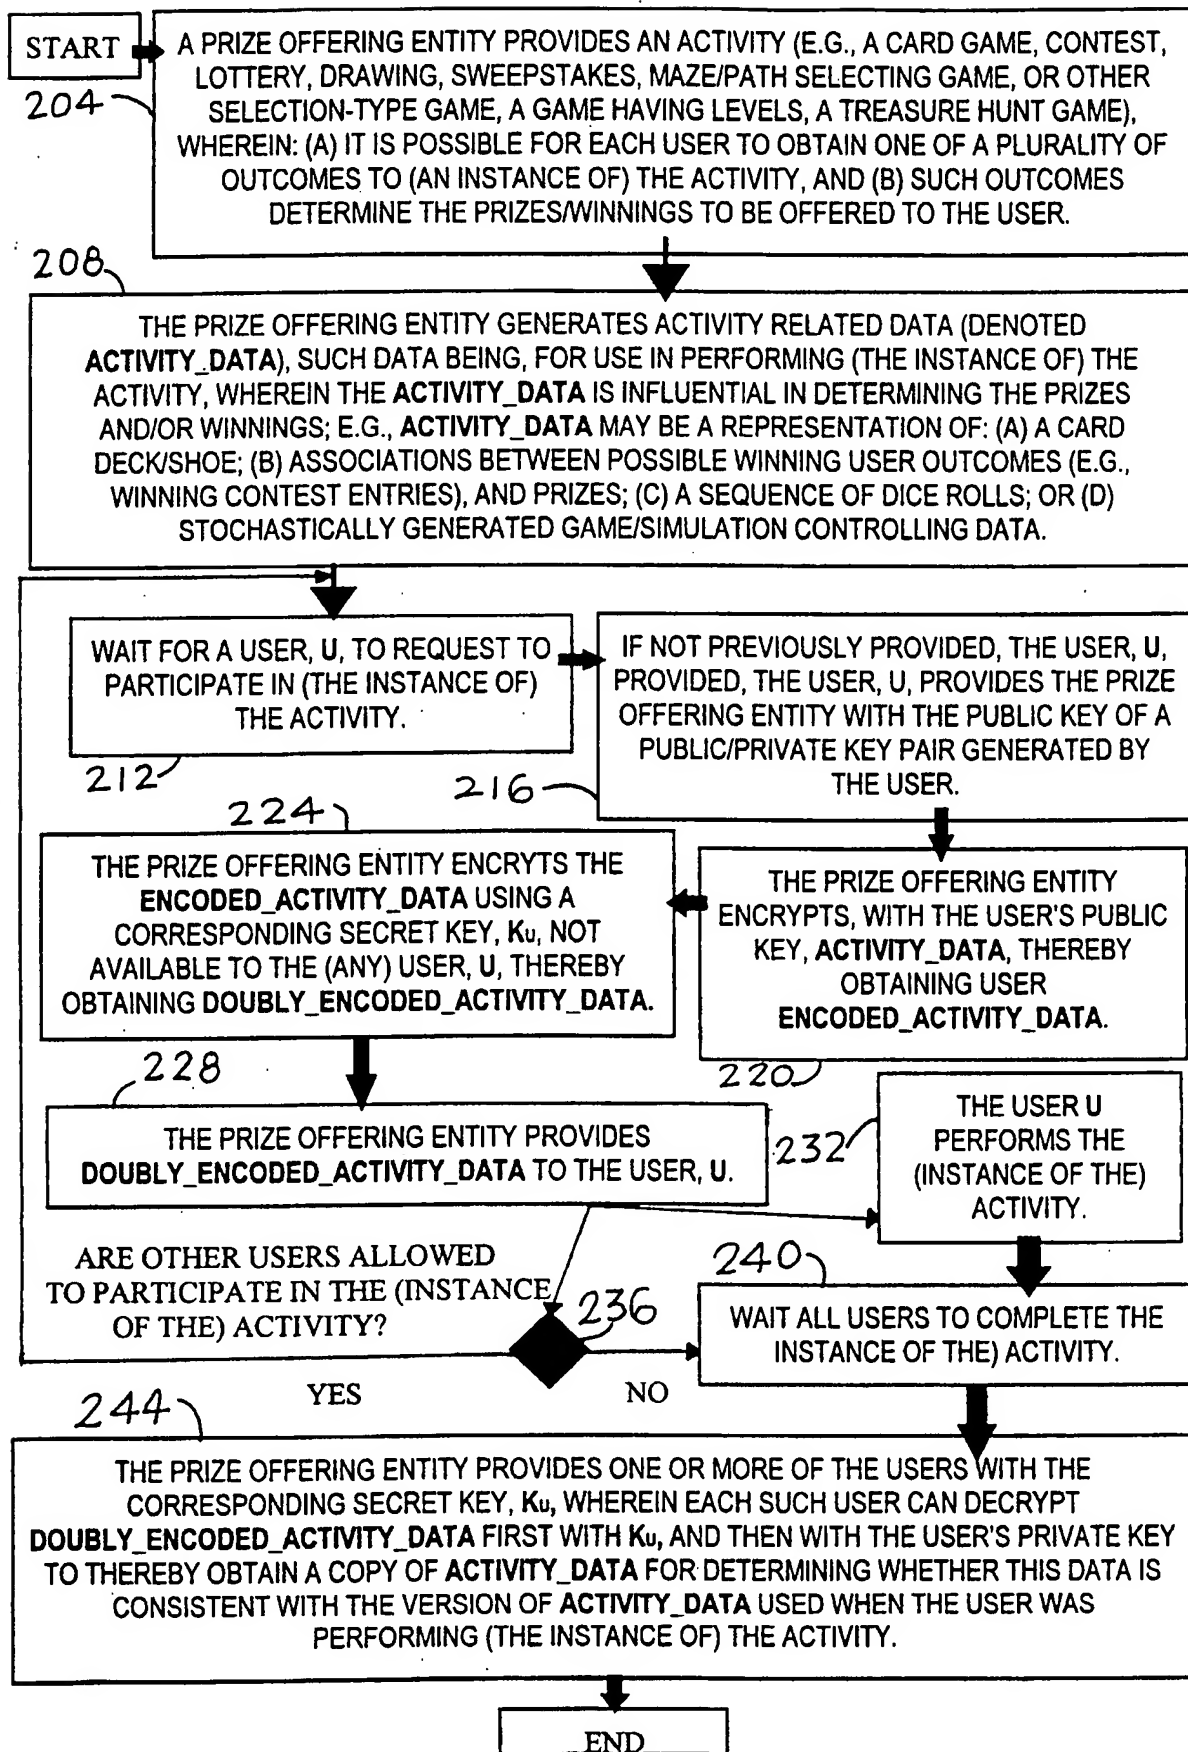 START
A PRIZE OFFERING ENTITY PROVIDES AN ACTIVITY (E.G., A CARD GAME, CONTEST,
LOTTERY, DRAWING, SWEEPSTAKES, MAZE/PATH SELECTING GAME, OR OTHER
SELECTION-TYPE GAME, A GAME HAVING LEVELS, A TREASURE HUNT GAME),
WHEREIN: (A) IT IS POSSIBLE FOR EACH USER TO OBTAIN ONE OF A PLURALITY OF
OUTCOMES TO (AN INSTANCE OF) THE ACTIVITY, AND (B) SUCH OUTCOMES
DETERMINE THE PRIZES/WINNINGS TO BE OFFERED TO THE USER.
204
208
THE PRIZE OFFERING ENTITY GENERATES ACTIVITY RELATED DATA (DENOTED
ACTIVITY_DATA), SUCH DATA BEING, FOR USE IN PERFORMING (THE INSTANCE OF) THE
ACTIVITY, WHEREIN THE ACTIVITY_DATA IS INFLUENTIAL IN DETERMINING THE PRIZES
AND/OR WINNINGS; E.G., ACTIVITY_DATA MAY BE A REPRESENTATION OF: (A) A CARD
DECK/SHOE; (B) ASSOCIATIONS BETWEEN POSSIBLE WINNING USER OUTCOMES (E.G.,
WINNING CONTEST ENTRIES), AND PRIZES; (C) A SEQUENCE OF DICE ROLLS; OR (D)
STOCHASTICALLY GENERATED GAME/SIMULATION CONTROLLING DATA.
WAIT FOR A USER, U, TO REQUEST TO
PARTICIPATE IN (THE INSTANCE OF)
THE ACTIVITY.
212
IF NOT PREVIOUSLY PROVIDED, THE USER, U,
PROVIDED, THE USER, U, PROVIDES THE PRIZE
OFFERING ENTITY WITH THE PUBLIC KEY OF A
PUBLIC/PRIVATE KEY PAIR GENERATED BY
THE USER.
216
224
THE PRIZE OFFERING ENTITY ENCRYTS THE
ENCODED_ACTIVITY_DATA USING A
CORRESPONDING SECRET KEY, Ku, NOT
AVAILABLE TO THE (ANY) USER, U, THEREBY
OBTAINING DOUBLY_ENCODED_ACTIVITY_DATA.
THE PRIZE OFFERING ENTITY
ENCRYPTS, WITH THE USER'S PUBLIC
KEY, ACTIVITY_DATA, THEREBY
OBTAINING USER
ENCODED_ACTIVITY_DATA.
220
228
THE PRIZE OFFERING ENTITY PROVIDES
DOUBLY_ENCODED_ACTIVITY_DATA TO THE USER, U.
232
THE USER U
PERFORMS THE
(INSTANCE OF THE)
ACTIVITY.
ARE OTHER USERS ALLOWED
TO PARTICIPATE IN THE (INSTANCE
OF THE) ACTIVITY?
236
240
WAIT ALL USERS TO COMPLETE THE
INSTANCE OF THE) ACTIVITY.
YES
NO
244
THE PRIZE OFFERING ENTITY PROVIDES ONE OR MORE OF THE USERS WITH THE
CORRESPONDING SECRET KEY, Ku, WHEREIN EACH SUCH USER CAN DECRYPT
DOUBLY_ENCODED_ACTIVITY_DATA FIRST WITH Ku, AND THEN WITH THE USER'S PRIVATE KEY
TO THEREBY OBTAIN A COPY OF ACTIVITY_DATA FOR DETERMINING WHETHER THIS DATA IS
CONSISTENT WITH THE VERSION OF ACTIVITY_DATA USED WHEN THE USER WAS
PERFORMING (THE INSTANCE OF) THE ACTIVITY.
END